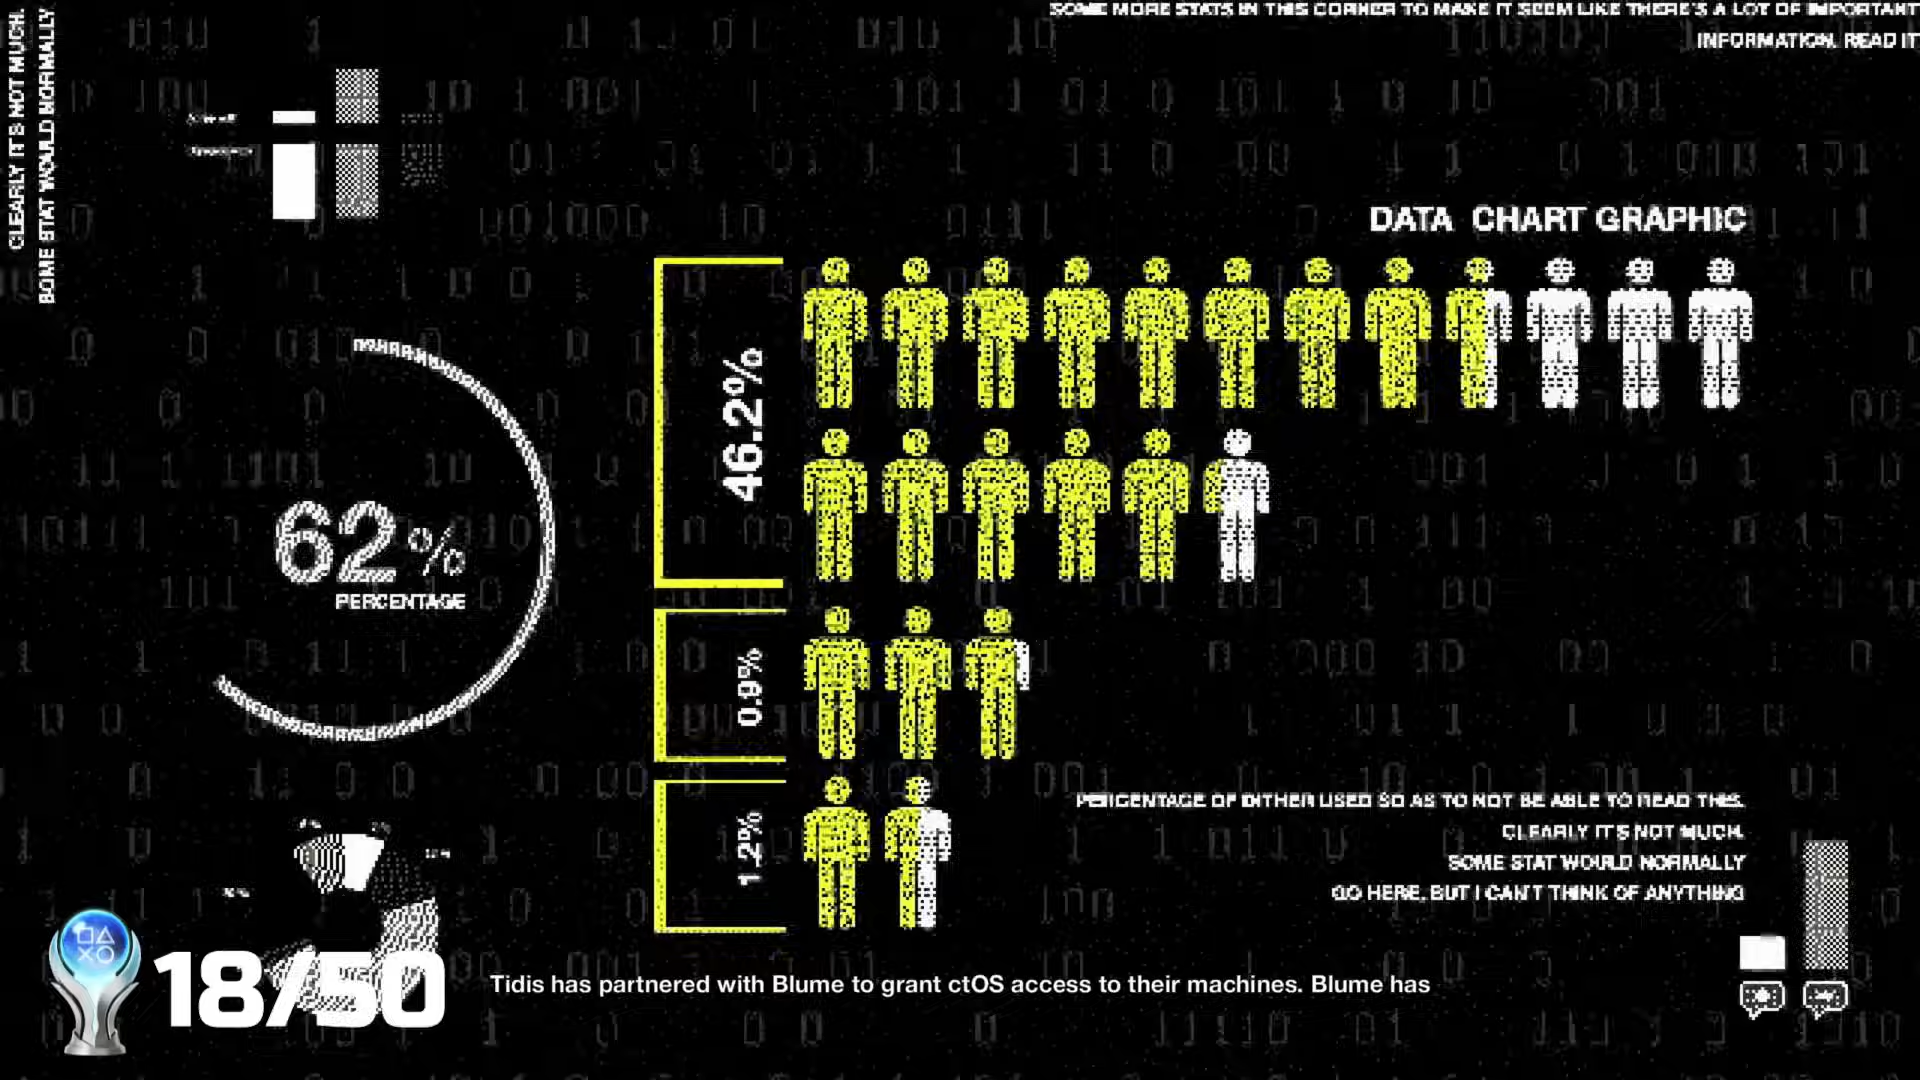 SOME MORE STATS IN THIS CORNER TO MAKE IT SEEM LIKE THERE'S A LOT OF IMPORTANT
INFORMATION. READ IT
CLEARLY IT'S NOT MUCH.
SOME STAT WOULD NORMALLY
DATA CHART GRAPHIC
46.2%
62%
PERCENTAGE
0.9%
1.2%
PERCENTAGE OF DITHER USED SO AS TO NOT BE ABLE TO READ THIS.
CLEARLY IT'S NOT MUCH.
SOME STAT WOULD NORMALLY
GO HERE, BUT I CAN'T THINK OF ANYTHING
18/50
Tidis has partnered with Blume to grant ctOS access to their machines. Blume has